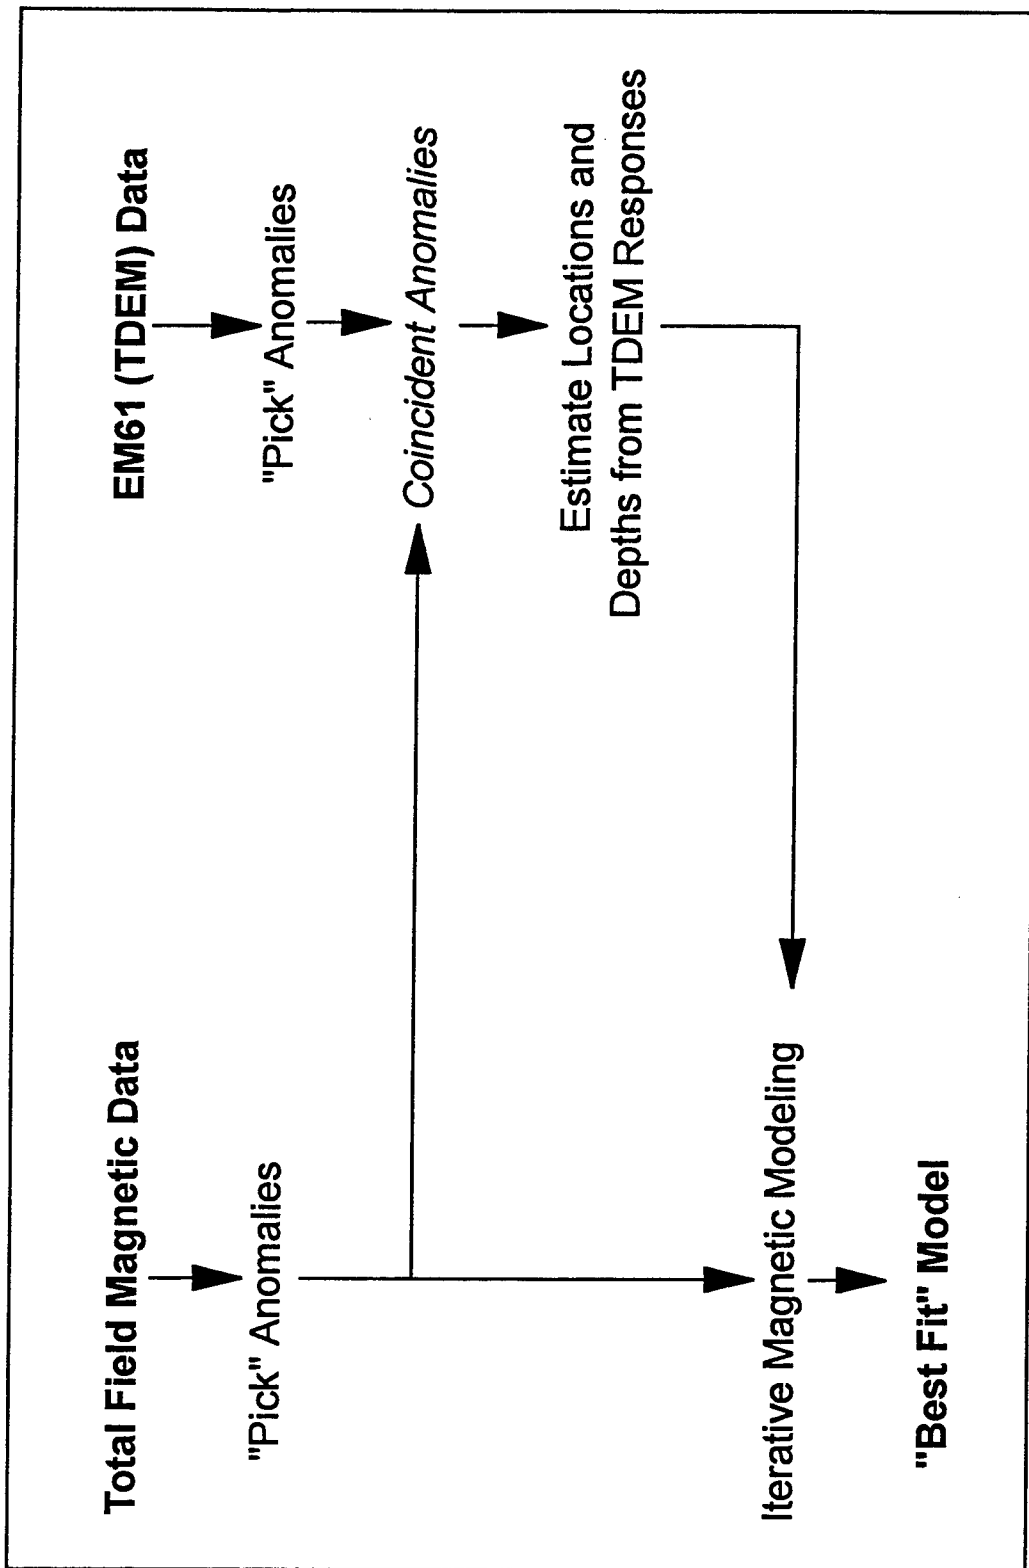 Total Field Magnetic Data
"Pick" Anomalies
Iterative Magnetic Modeling
"Best Fit" Model
EM61 (TDEM) Data
"Pick" Anomalies
Coincident Anomalies
Estimate Locations and
Depths from TDEM Responses